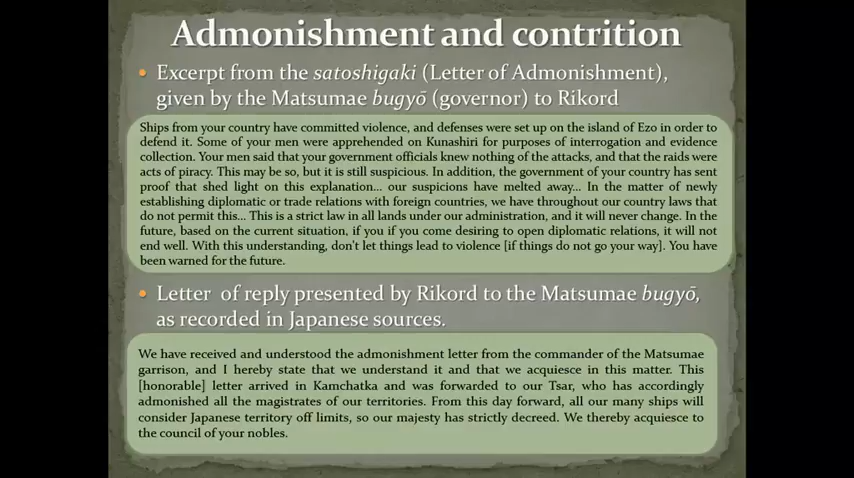 Admonishment and contrition
• Excerpt from the satoshigaki (Letter of Admonishment),
given by the Matsumae bugyō (governor) to Rikord
Ships from your country have committed violence, and defenses were set up on the island of Ezo in order to
defend it. Some of your men were apprehended on Kunashiri for purposes of interrogation and evidence
collection. Your men said that your government officials knew nothing of the attacks, and that the raids were
acts of piracy. This may be so, but it is still suspicious. In addition, the government of your country has sent
proof that shed light on this explanation... our suspicions have melted away... In the matter of newly
establishing diplomatic or trade relations with foreign countries, we have throughout our country laws that
do not permit this... This is a strict law in all lands under our administration, and it will never change. In the
future, based on the current situation, if you if you come desiring to open diplomatic relations, it will not
end well. With this understanding, don't let things lead to violence [if things do not go your way]. You have
been warned for the future.
• Letter of reply presented by Rikord to the Matsumae bugyō,
as recorded in Japanese sources.
We have received and understood the admonishment letter from the commander of the Matsumae
garrison, and I hereby state that we understand it and that we acquiesce in this matter. This
[honorable] letter arrived in Kamchatka and was forwarded to our Tsar, who has accordingly
admonished all the magistrates of our territories. From this day forward, all our many ships will
consider Japanese territory off limits, so our majesty has strictly decreed. We thereby acquiesce to
the council of your nobles.